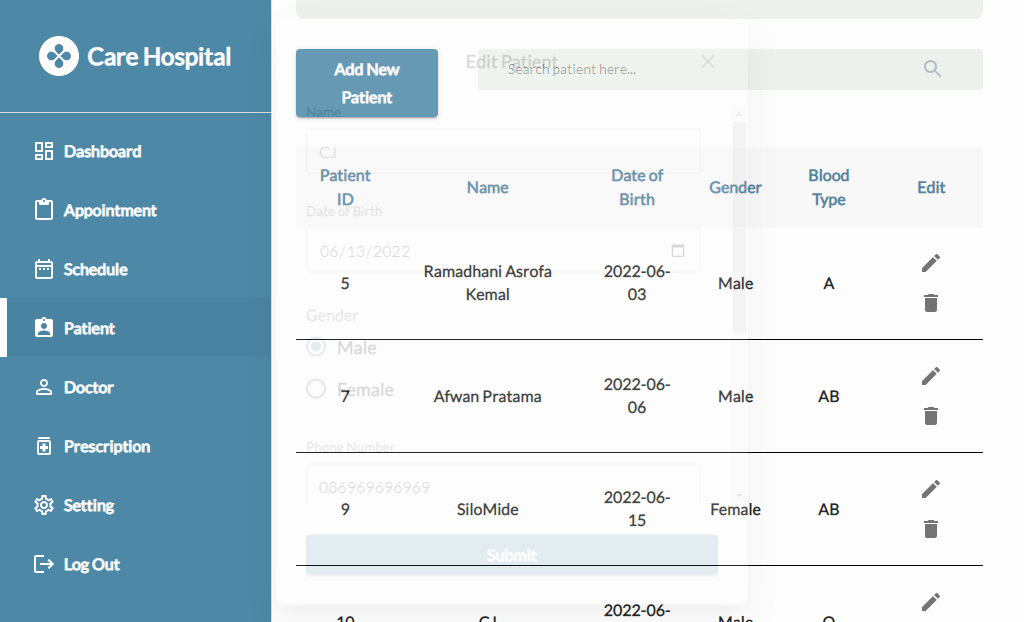 Care Hospital
Dashboard
Appointment
Schedule
Patient
Doctor
Prescription
Setting
Log Out
Add New
Patient
Search patient here...
Patient
ID
Name
Date of
Birth
Gender
Blood
Type
Edit
5
Ramadhani Asrofa
Kemal
2022-06-
03
Male
A
7
Afwan Pratama
2022-06-
06
Male
AB
9
SiloMide
2022-06-
15
Female
AB
10
CJ
2022-06-
Male
O
Edit Patient
Name
CJ
Date of Birth
06/13/2022
Gender
Male
Female
Phone Number
086969696969
Submit